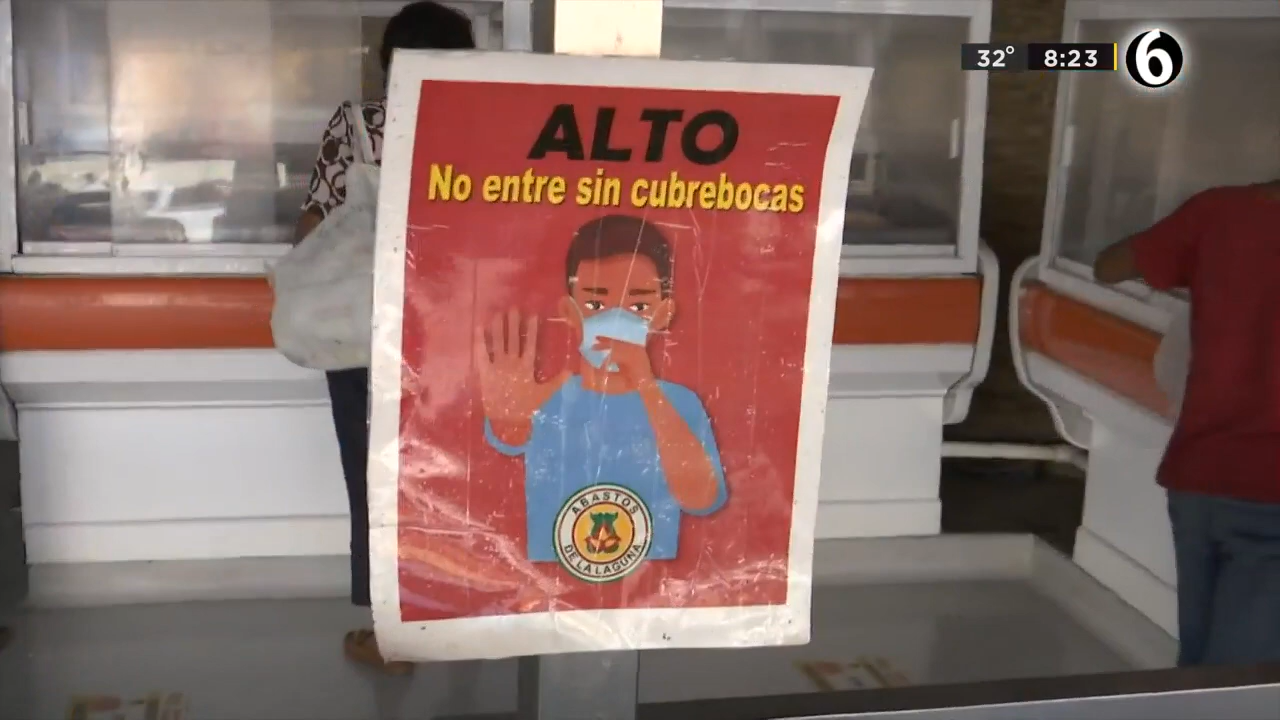 32° 8:23 6
ALTO
No entre sin cubrebocas
ABASTOS
DE LA LAGUNA